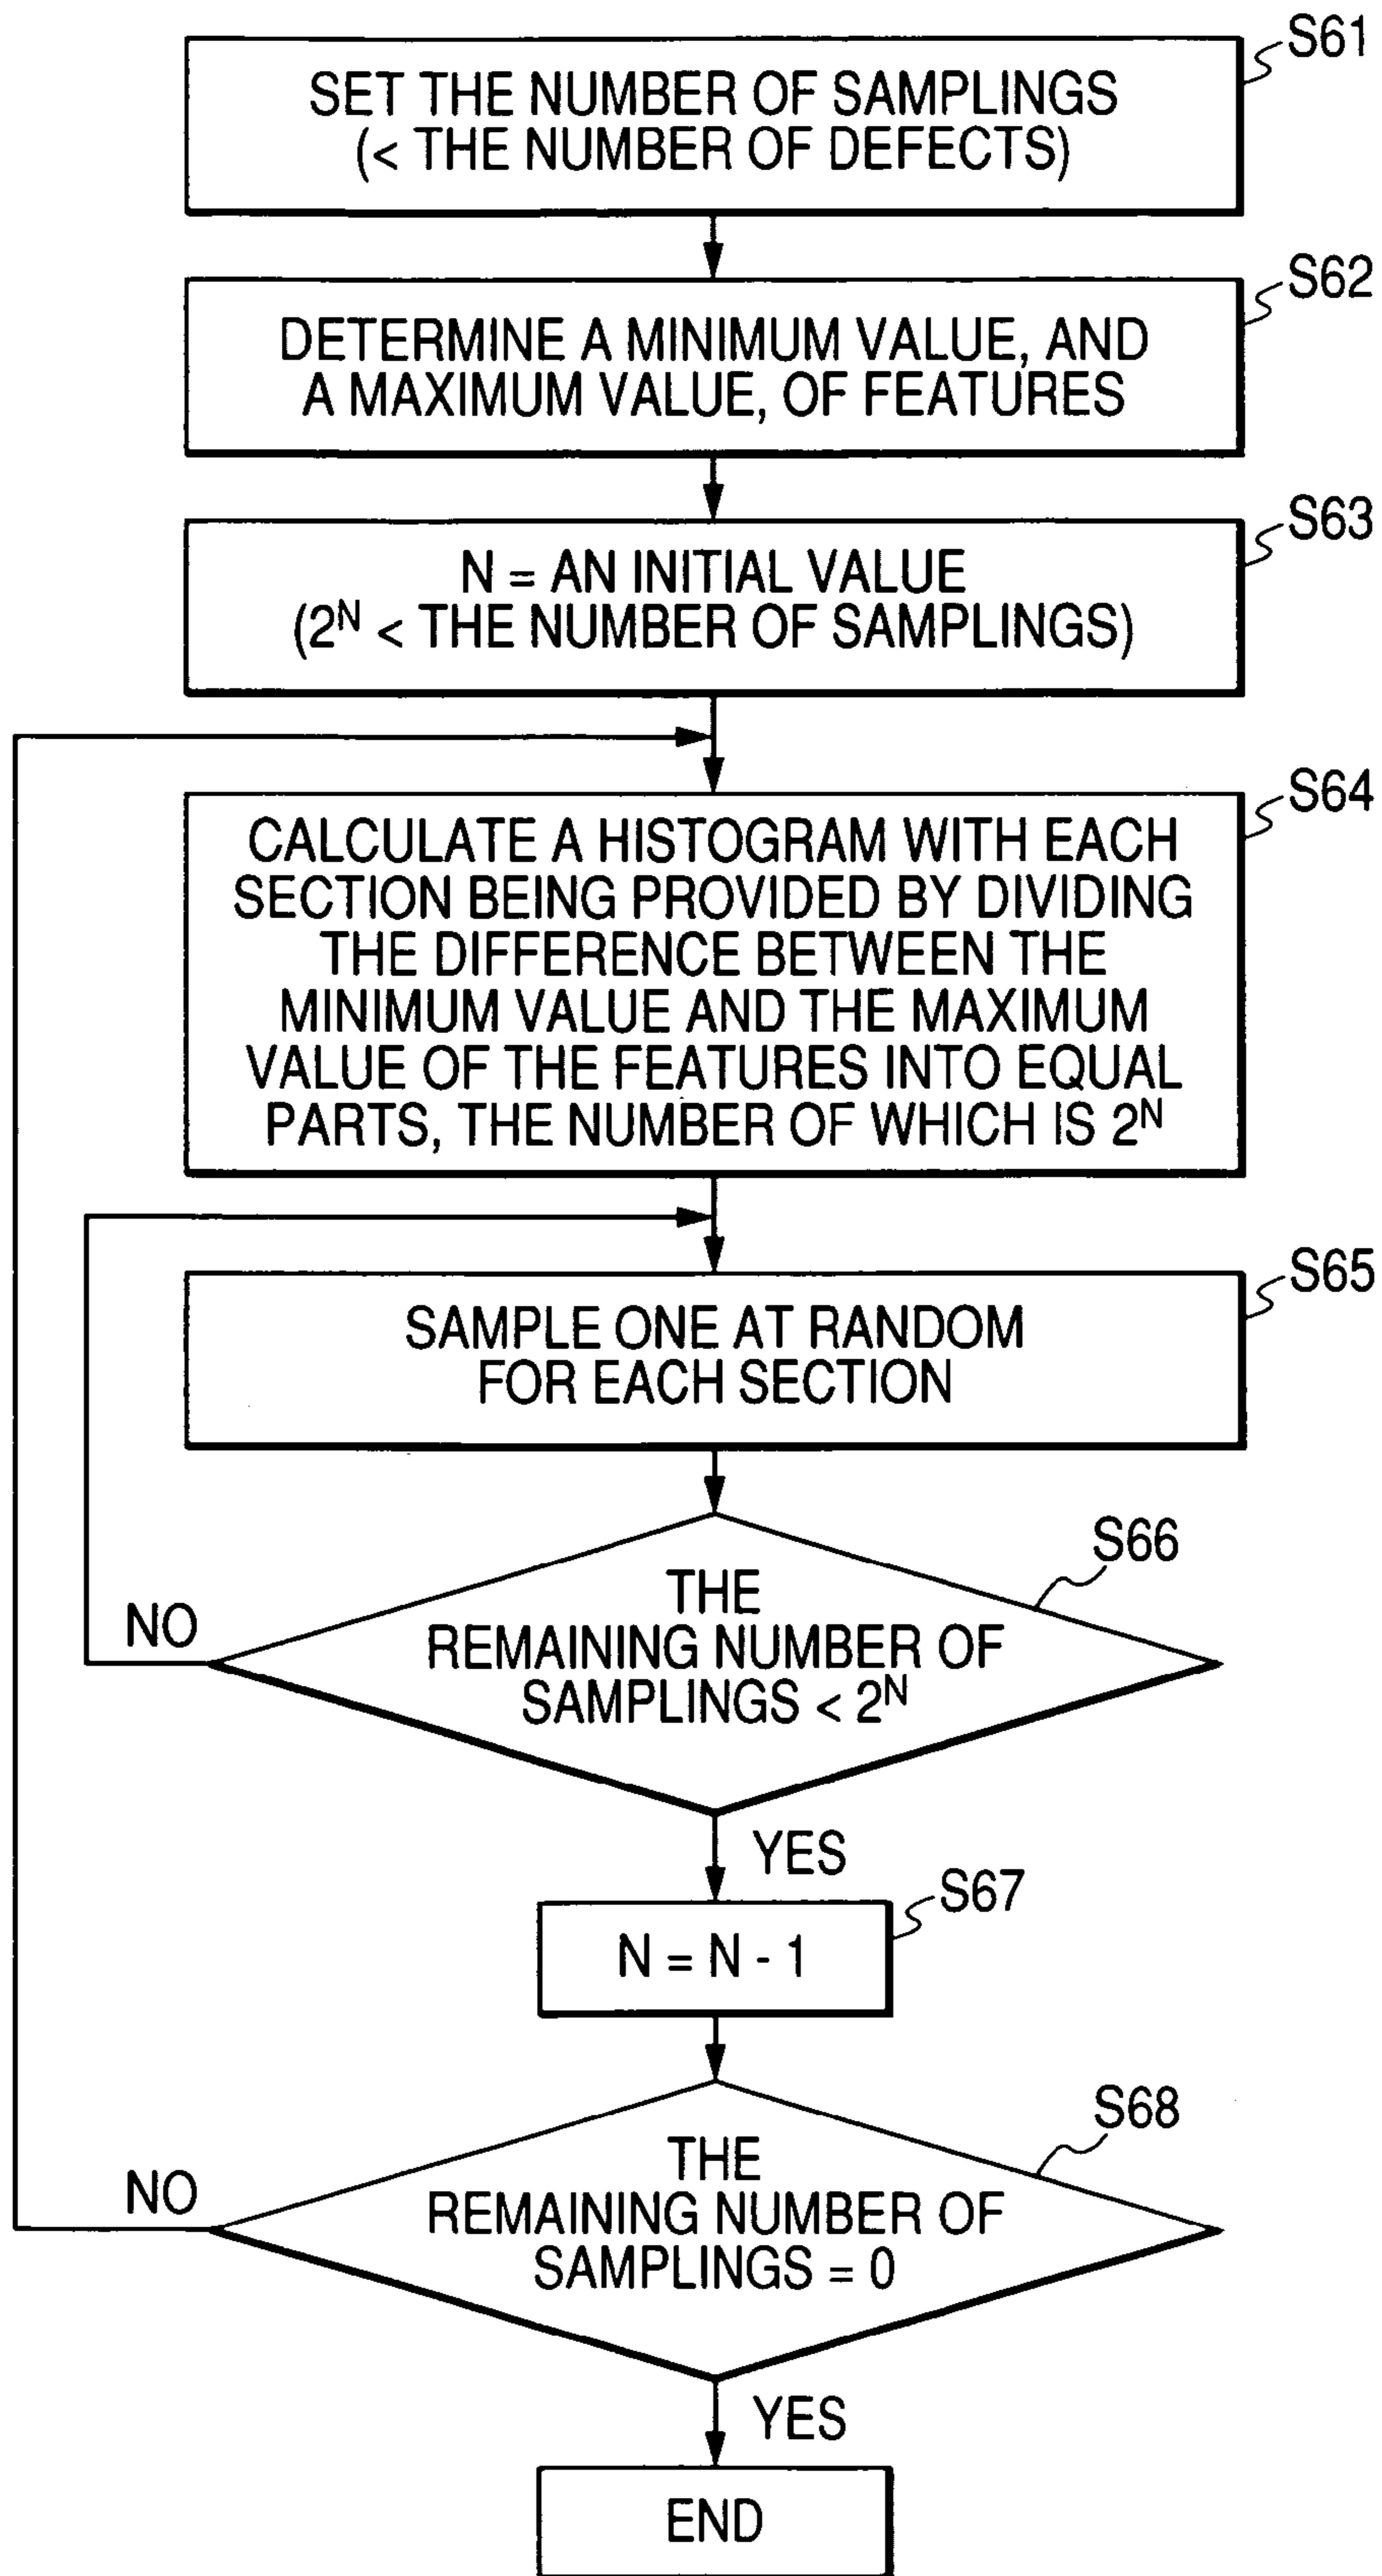 S61
SET THE NUMBER OF SAMPLINGS
(< THE NUMBER OF DEFECTS)
S62
DETERMINE A MINIMUM VALUE, AND
A MAXIMUM VALUE, OF FEATURES
S63
N = AN INITIAL VALUE
(2^N < THE NUMBER OF SAMPLINGS)
S64
CALCULATE A HISTOGRAM WITH EACH
SECTION BEING PROVIDED BY DIVIDING
THE DIFFERENCE BETWEEN THE
MINIMUM VALUE AND THE MAXIMUM
VALUE OF THE FEATURES INTO EQUAL
PARTS, THE NUMBER OF WHICH IS 2^N
S65
SAMPLE ONE AT RANDOM
FOR EACH SECTION
S66
THE
REMAINING NUMBER OF
SAMPLINGS < 2^N
NO
YES
S67
N = N - 1
S68
THE
REMAINING NUMBER OF
SAMPLINGS = 0
NO
YES
END